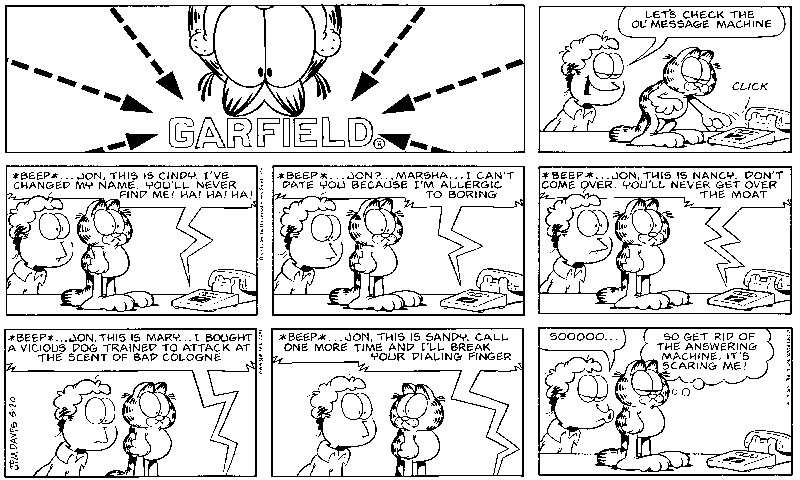 GARFIELD®
LET'S CHECK THE
OL' MESSAGE MACHINE
CLICK
*BEEP*...JON, THIS IS CINDY. I'VE
CHANGED MY NAME. YOU'LL NEVER
FIND ME! HA! HA! HA!
*BEEP*...JON?...MARSHA...I CAN'T
DATE YOU BECAUSE I'M ALLERGIC
TO BORING
*BEEP*...JON, THIS IS NANCY. DON'T
COME OVER. YOU'LL NEVER GET OVER
THE MOAT
*BEEP*...JON, THIS IS MARY...I BOUGHT
A VICIOUS DOG TRAINED TO ATTACK AT
THE SCENT OF BAD COLOGNE
JIM DAVIS 3-20
*BEEP*...JON, THIS IS SANDY. CALL
ONE MORE TIME AND I'LL BREAK
YOUR DIALING FINGER
SOOOOO...
SO GET RID OF
THE ANSWERING
MACHINE. IT'S
SCARING ME!